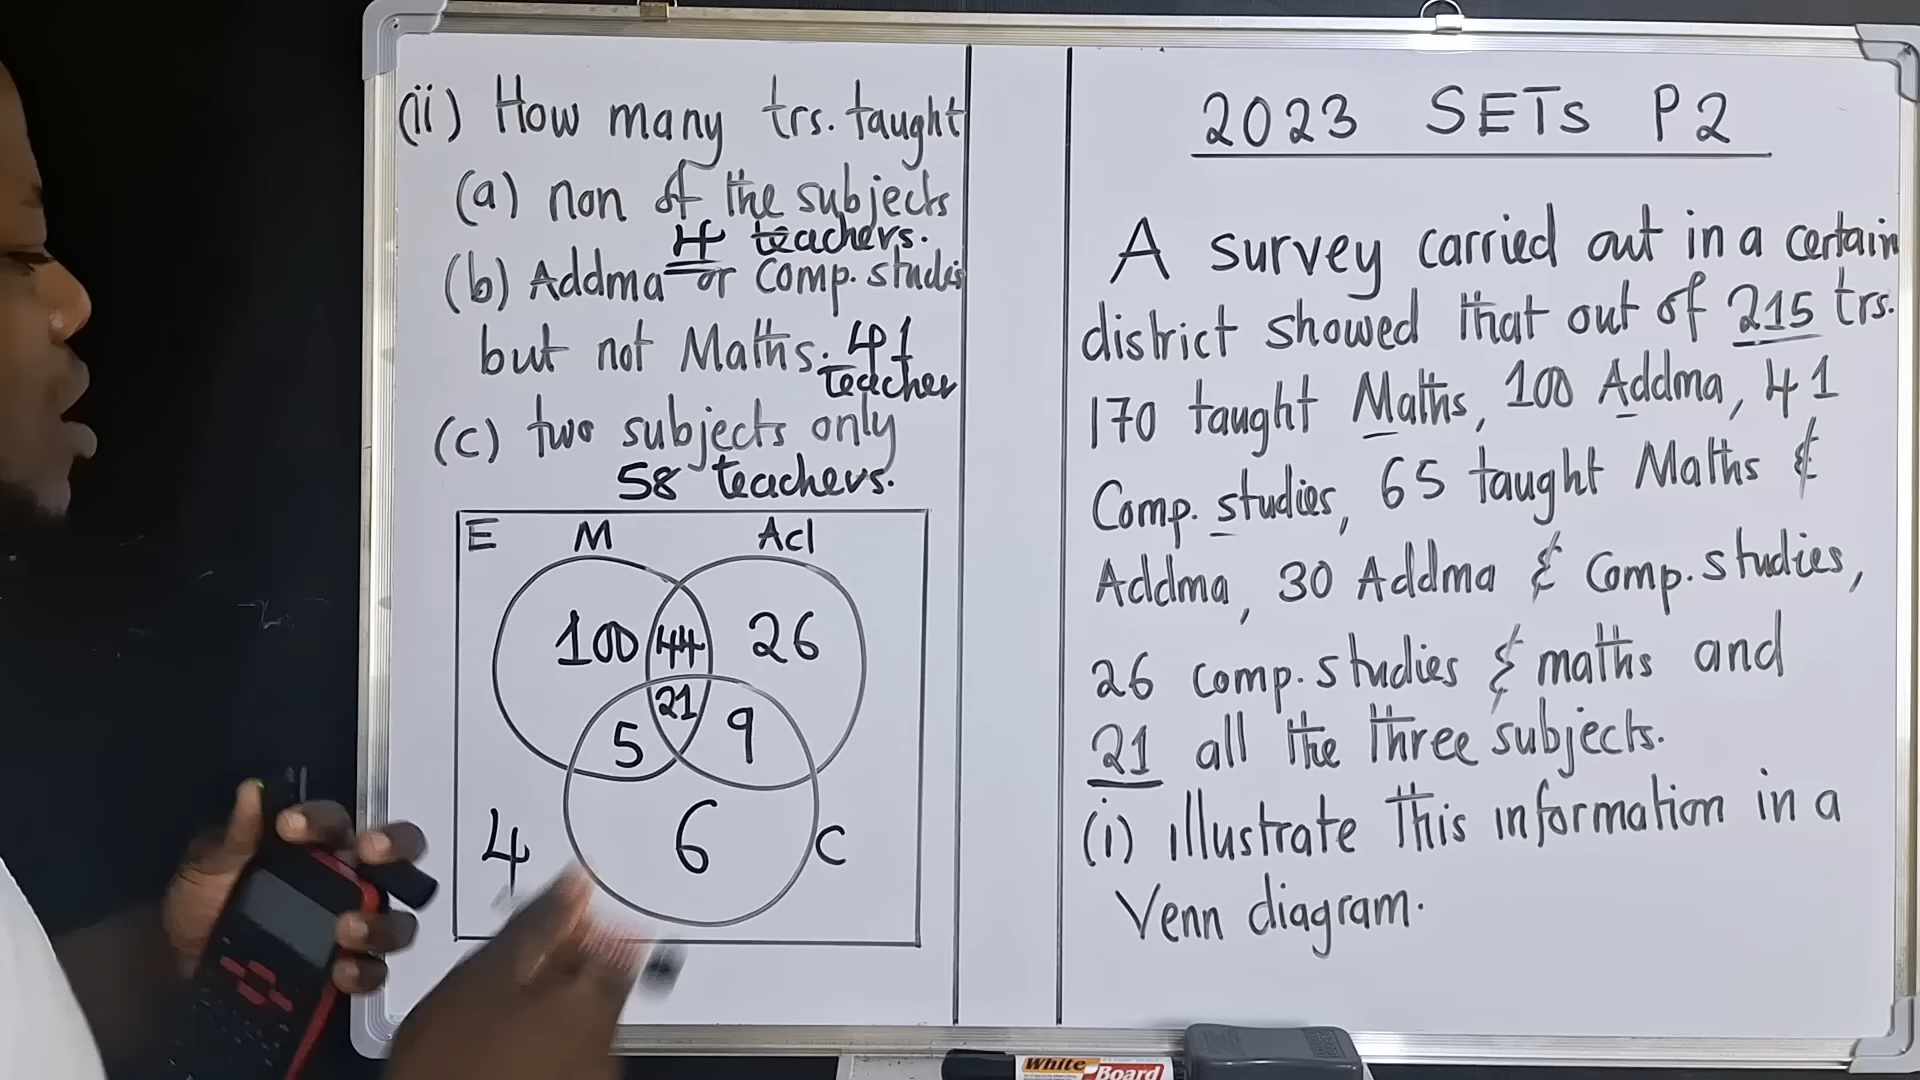 (ii) How many trs. taught
(a) non of the subjects
4 teachers.
(b) Addma or Comp. studis
but not Maths. 41
teacher
(c) two subjects only
58 teachers.
E M Ad
100 44 26
21
5 9
4 6 C
2023 SETs P2
A survey carried out in a certain
district showed that out of 215 trs.
170 taught Maths, 100 Addma, 41
Comp. studies, 65 taught Maths &
Addma, 30 Addma & Comp. studies,
26 comp. studies & maths and
21 all the three subjects.
(i) illustrate this information in a
Venn diagram.
White Board